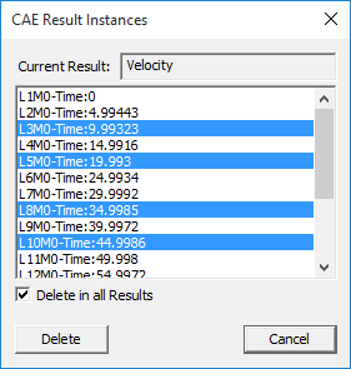 CAE Result Instances
Current Result: Velocity
L1M0-Time:0
L2M0-Time:4.99443
L3M0-Time:9.99323
L4M0-Time:14.9916
L5M0-Time:19.993
L6M0-Time:24.9934
L7M0-Time:29.9992
L8M0-Time:34.9985
L9M0-Time:39.9972
L10M0-Time:44.9986
L11M0-Time:49.998
L12M0-Time:54.9972
Delete in all Results
Delete Cancel